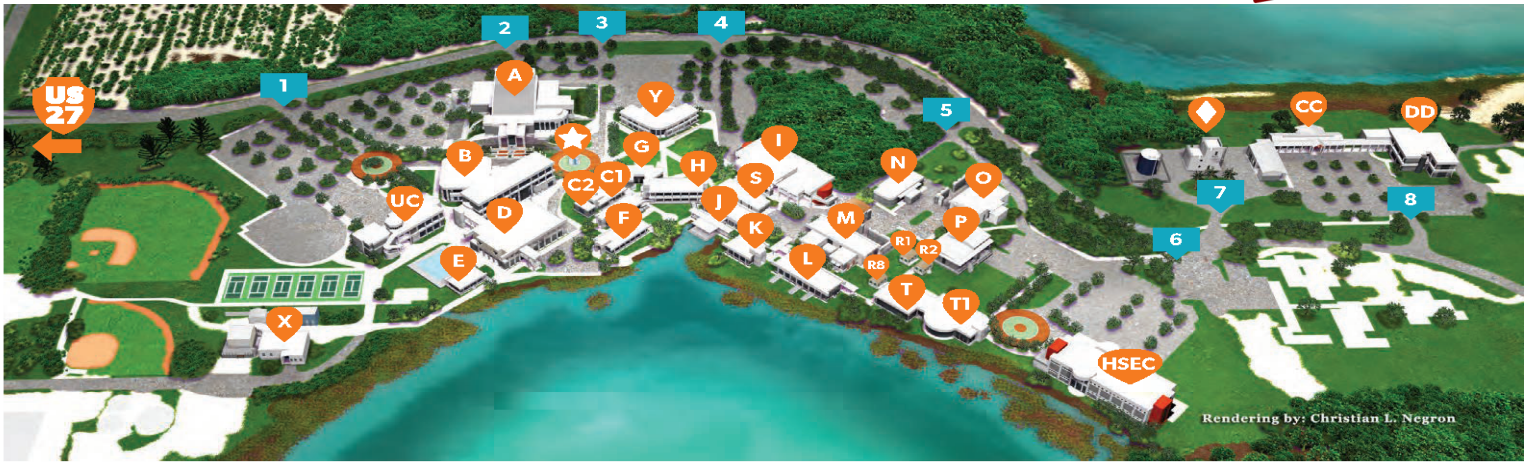 2
3
4
1
US
27
A
Y
5
CC
DD
B
G
I
H
C1
C2
S
N
O
7
UC
D
F
J
K
M
P
8
R1
R2
6
E
L
R8
T
T1
X
HSEC
Rendering by: Christian L. Negron